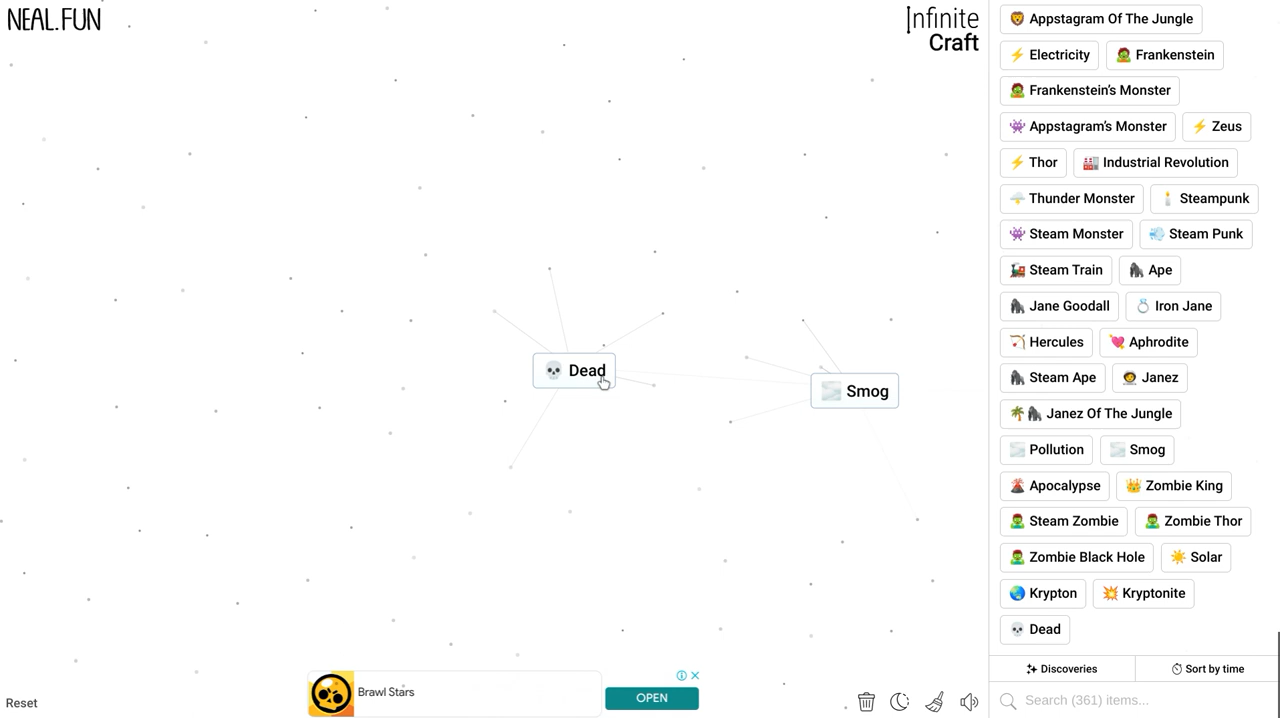 NEAL.FUN
Infinite
Craft
Appstagram Of The Jungle
Electricity
Frankenstein
Frankenstein's Monster
Appstagram's Monster
Zeus
Thor
Industrial Revolution
Thunder Monster
Steampunk
Steam Monster
Steam Punk
Steam Train
Ape
Jane Goodall
Iron Jane
Hercules
Aphrodite
Steam Ape
Janez
Janez Of The Jungle
Pollution
Smog
Apocalypse
Zombie King
Steam Zombie
Zombie Thor
Zombie Black Hole
Solar
Krypton
Kryptonite
Dead
Dead
Smog
Discoveries
Sort by time
Search (361) items...
Brawl Stars
OPEN
Reset